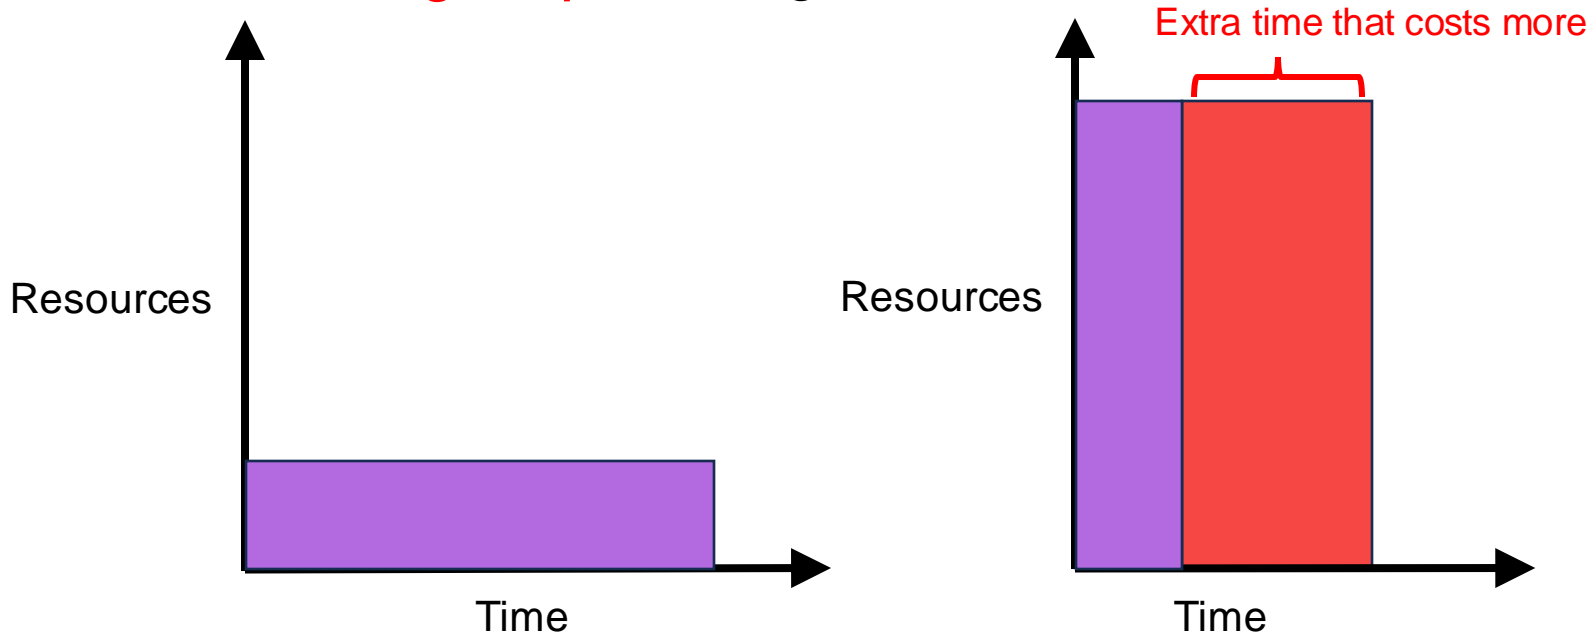 Extra time that costs more
Resources
Resources
Time
Time